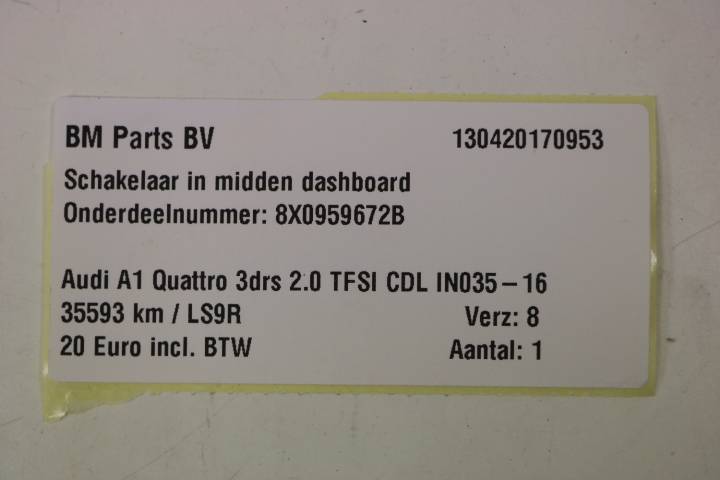 BM Parts BV 130420170953
Schakelaar in midden dashboard
Onderdeelnummer: 8X0959672B
Audi A1 Quattro 3drs 2.0 TFSI CDL IN035-16
35593 km / LS9R Verz: 8
20 Euro incl. BTW Aantal: 1